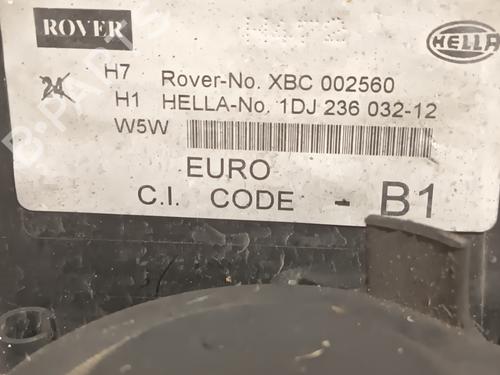 ROVER
HELLA
24 H7 Rover-No. XBC 002560
H1 HELLA-No. 1DJ 236 032-12
W5W
EURO
C.I. CODE - B1
B-PARTS